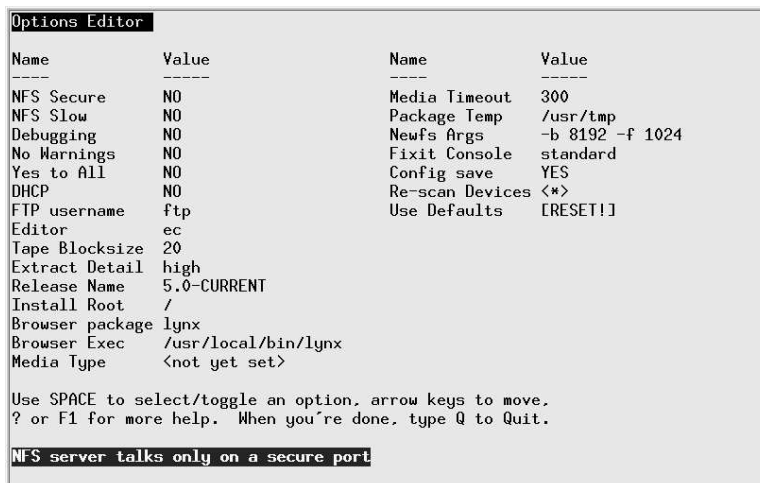 Options Editor
Name Value Name Value
---- ----- ---- -----
NFS Secure NO Media Timeout 300
NFS Slow NO Package Temp /usr/tmp
Debugging NO Newfs Args -b 8192 -f 1024
No Warnings NO Fixit Console standard
Yes to All NO Config save YES
DHCP NO Re-scan Devices <*>
FTP username ftp Use Defaults [RESET!]
Editor ec
Tape Blocksize 20
Extract Detail high
Release Name 5.0-CURRENT
Install Root /
Browser package lynx
Browser Exec /usr/local/bin/lynx
Media Type <not yet set>
Use SPACE to select/toggle an option, arrow keys to move,
? or F1 for more help. When you're done, type Q to Quit.
NFS server talks only on a secure port